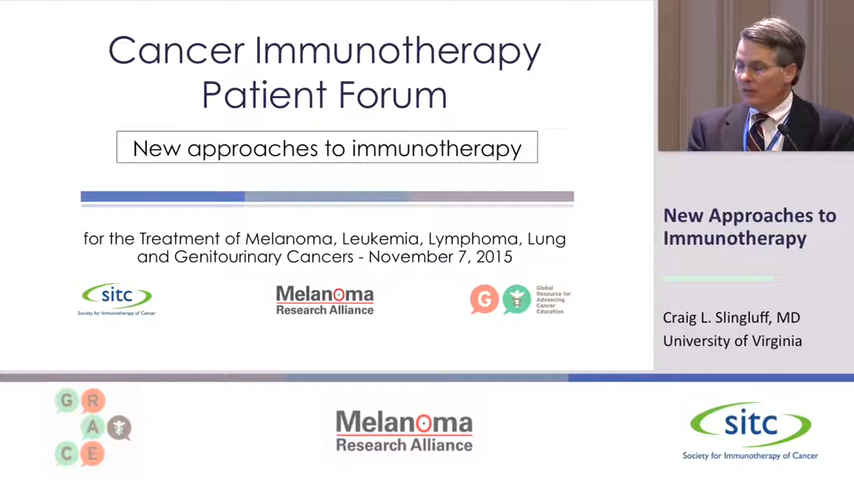 Cancer Immunotherapy
Patient Forum
New approaches to immunotherapy
for the Treatment of Melanoma, Leukemia, Lymphoma, Lung
and Genitourinary Cancers - November 7, 2015
sitc
Society for Immunotherapy of Cancer
Melanoma
Research Alliance
G
Global
Resource for
Advancing
Cancer
Education
New Approaches to
Immunotherapy
Craig L. Slingluff, MD
University of Virginia
G R
A
C E
Melanoma
Research Alliance
sitc
Society for Immunotherapy of Cancer